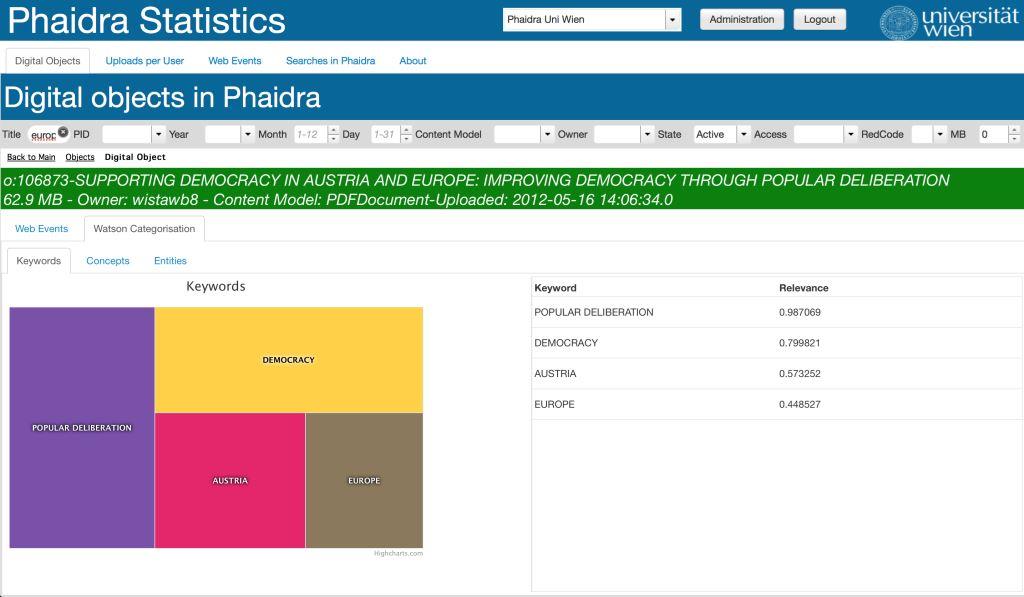 Phaidra Statistics
Phaidra Uni Wien
Administration
Logout
universität
wien
Digital Objects
Uploads per User
Web Events
Searches in Phaidra
About
Digital objects in Phaidra
Title europ PID Year Month 1-12 Day 1-31 Content Model Owner State Active Access RedCode MB 0
Back to Main Objects Digital Object
o:106873-SUPPORTING DEMOCRACY IN AUSTRIA AND EUROPE: IMPROVING DEMOCRACY THROUGH POPULAR DELIBERATION
62.9 MB - Owner: wistawb8 - Content Model: PDFDocument-Uploaded: 2012-05-16 14:06:34.0
Web Events
Watson Categorisation
Keywords
Concepts
Entities
Keywords
POPULAR DELIBERATION
DEMOCRACY
AUSTRIA
EUROPE
Highcharts.com
Keyword Relevance
POPULAR DELIBERATION 0.987069
DEMOCRACY 0.799821
AUSTRIA 0.573252
EUROPE 0.448527